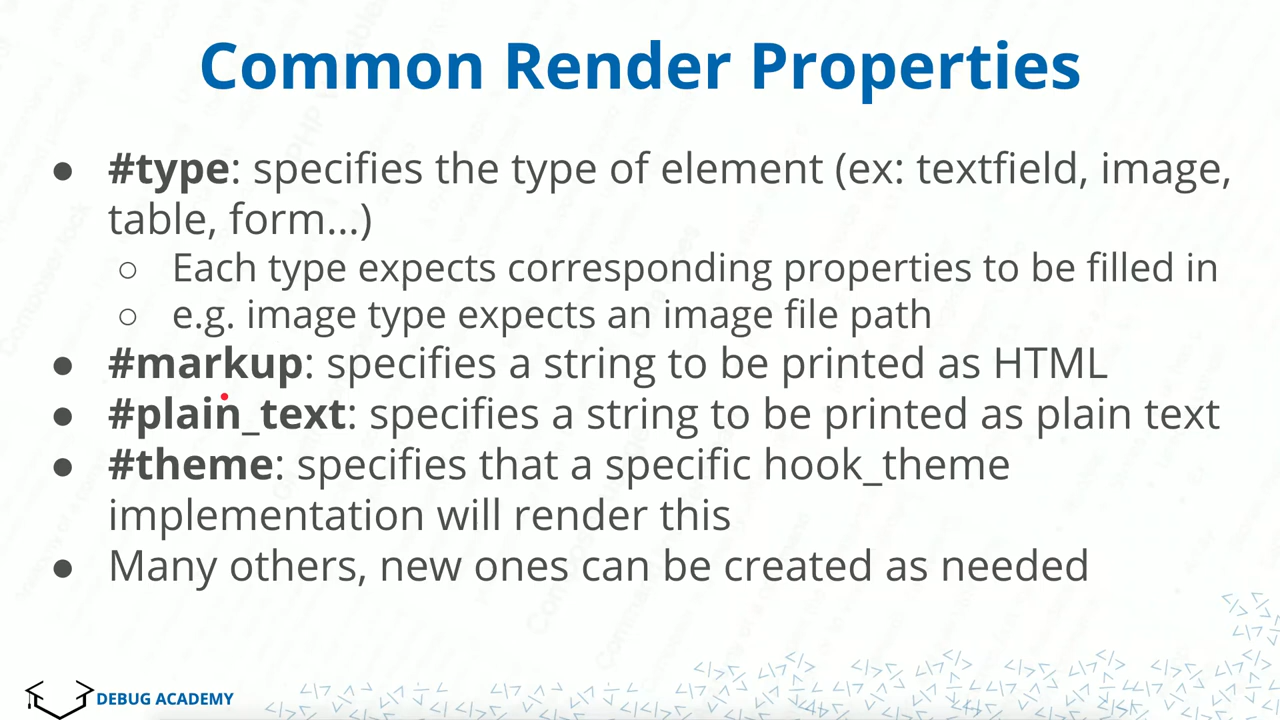 Common Render Properties
● #type: specifies the type of element (ex: textfield, image,
table, form...)
○ Each type expects corresponding properties to be filled in
○ e.g. image type expects an image file path
● #markup: specifies a string to be printed as HTML
● #plain_text: specifies a string to be printed as plain text
● #theme: specifies that a specific hook_theme
implementation will render this
● Many others, new ones can be created as needed
DEBUG ACADEMY